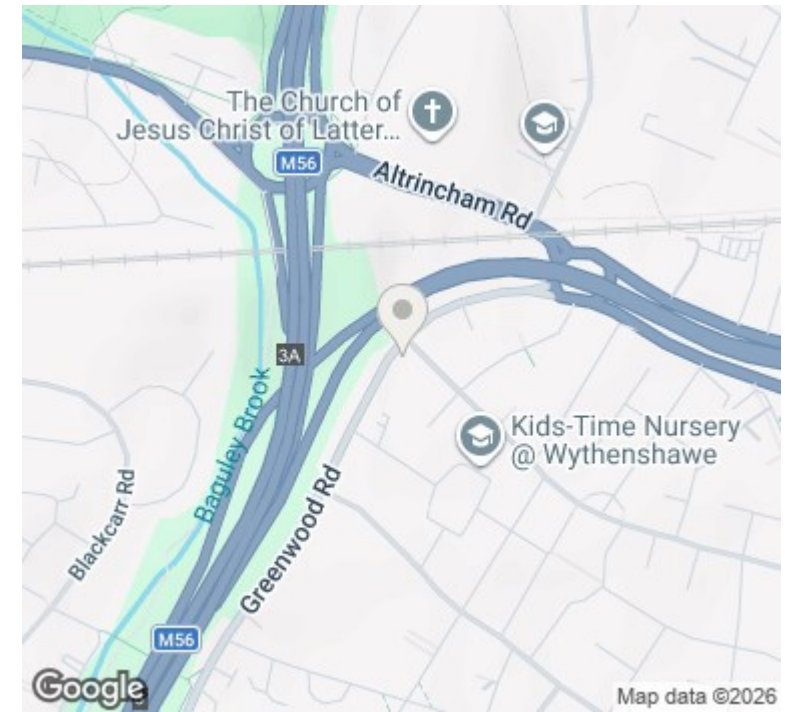 The Church of
Jesus Christ of Latter...
M56
Altrincham Rd
3A
Baguley Brook
Kids-Time Nursery
@ Wythenshawe
Blackcarr Rd
Greenwood Rd
M56
Google
Map data ©2026